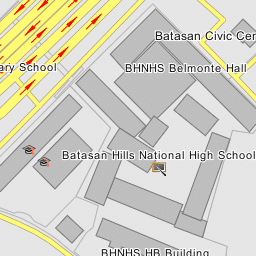 Batasan Civic Cen
BHNHS Belmonte Hall
ary School
Batasan Hills National High School
BHNHS HB Building